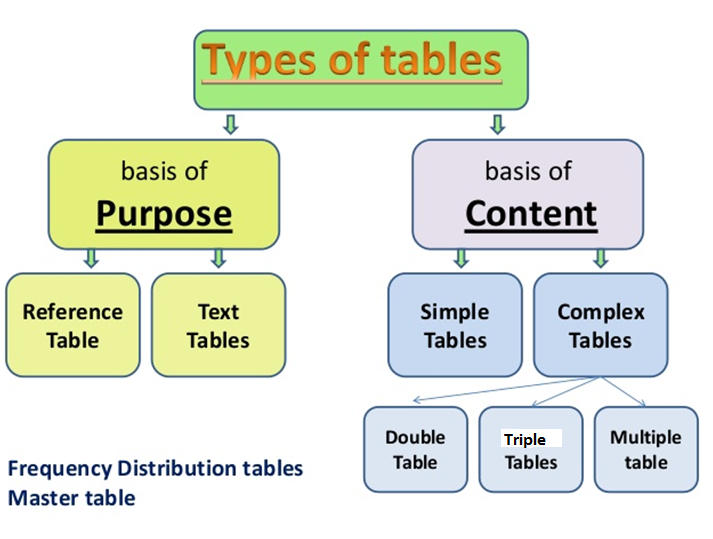 Types of tables
basis of
Purpose
basis of
Content
Reference
Table
Text
Tables
Simple
Tables
Complex
Tables
Double
Table
Triple
Tables
Multiple
table
Frequency Distribution tables
Master table